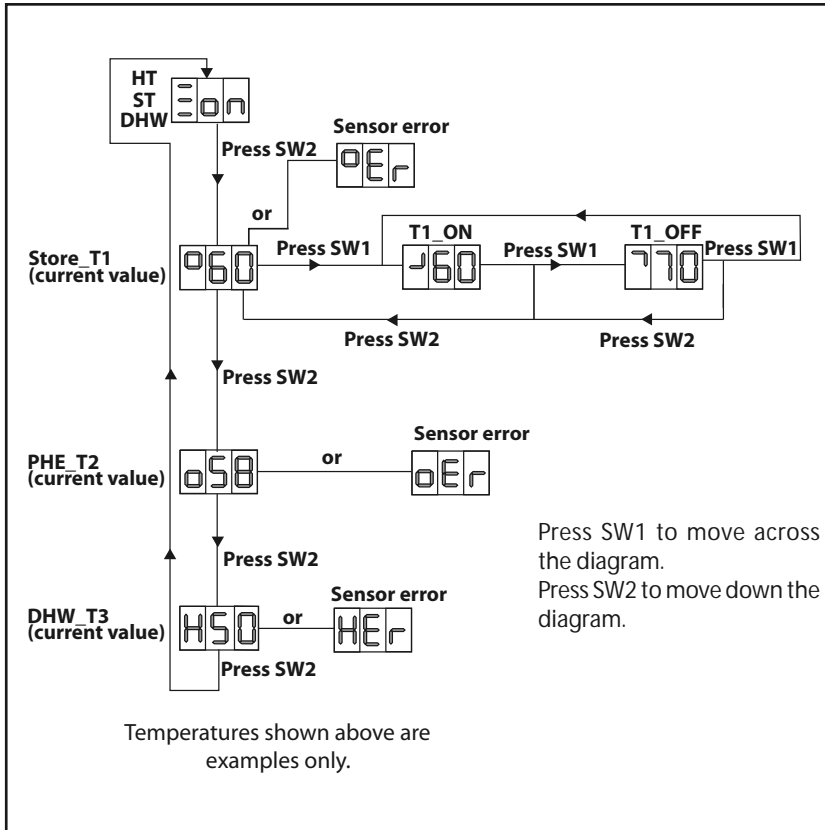 HT
ST
DHW
on
Press SW2
Sensor error
oEr
or
Store_T1
(current value)
o60
Press SW1
T1_ON
60
Press SW1
T1_OFF
70
Press SW1
Press SW2
Press SW2
Press SW2
PHE_T2
(current value)
o58
or
Sensor error
oEr
Press SW2
DHW_T3
(current value)
H50
or
Sensor error
HEr
Press SW2
Press SW1 to move across
the diagram.
Press SW2 to move down the
diagram.
Temperatures shown above are
examples only.